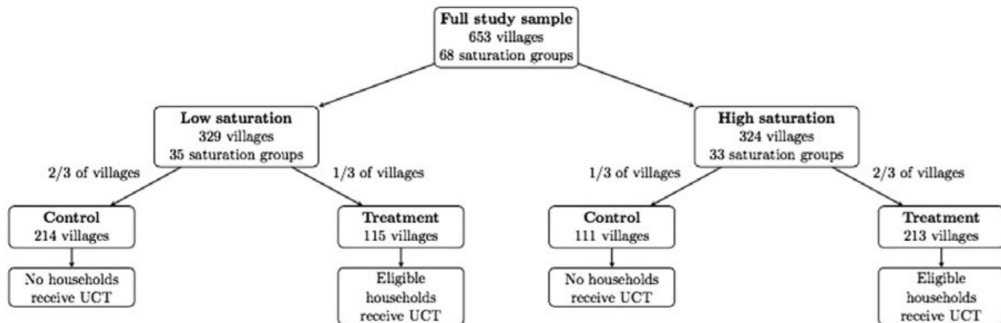 Full study sample
653 villages
68 saturation groups
Low saturation
329 villages
35 saturation groups
High saturation
324 villages
33 saturation groups
2/3 of villages
1/3 of villages
1/3 of villages
2/3 of villages
Control
214 villages
Treatment
115 villages
Control
111 villages
Treatment
213 villages
No households
receive UCT
Eligible
households
receive UCT
No households
receive UCT
Eligible
households
receive UCT